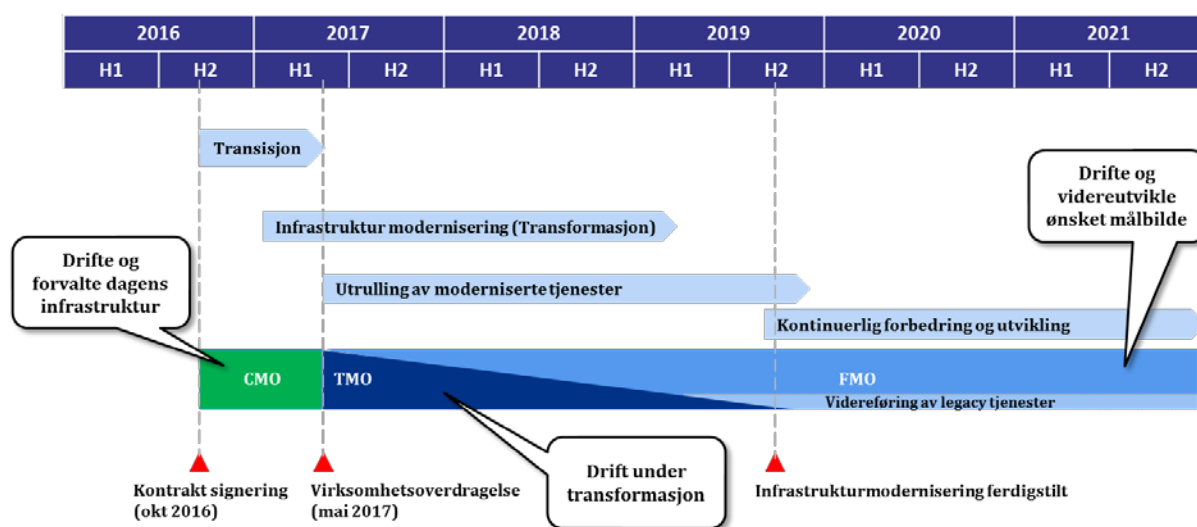 2016 2017 2018 2019 2020 2021
H1 H2 H1 H2 H1 H2 H1 H2 H1 H2 H1 H2
Transisjon
Infrastruktur modernisering (Transformasjon)
Utrulling av moderniserte tjenester
Kontinuerlig forbedring og utvikling
Drifte og
forvalte dagens
infrastruktur
Drifte og
videreutvikle
ønsket målbilde
CMO TMO FMO
Videreføring av legacy tjenester
Drift under
transformasjon
Kontrakt signering
(okt 2016)
Virksomhetsoverdragelse
(mai 2017)
Infrastrukturmodernisering ferdigstilt